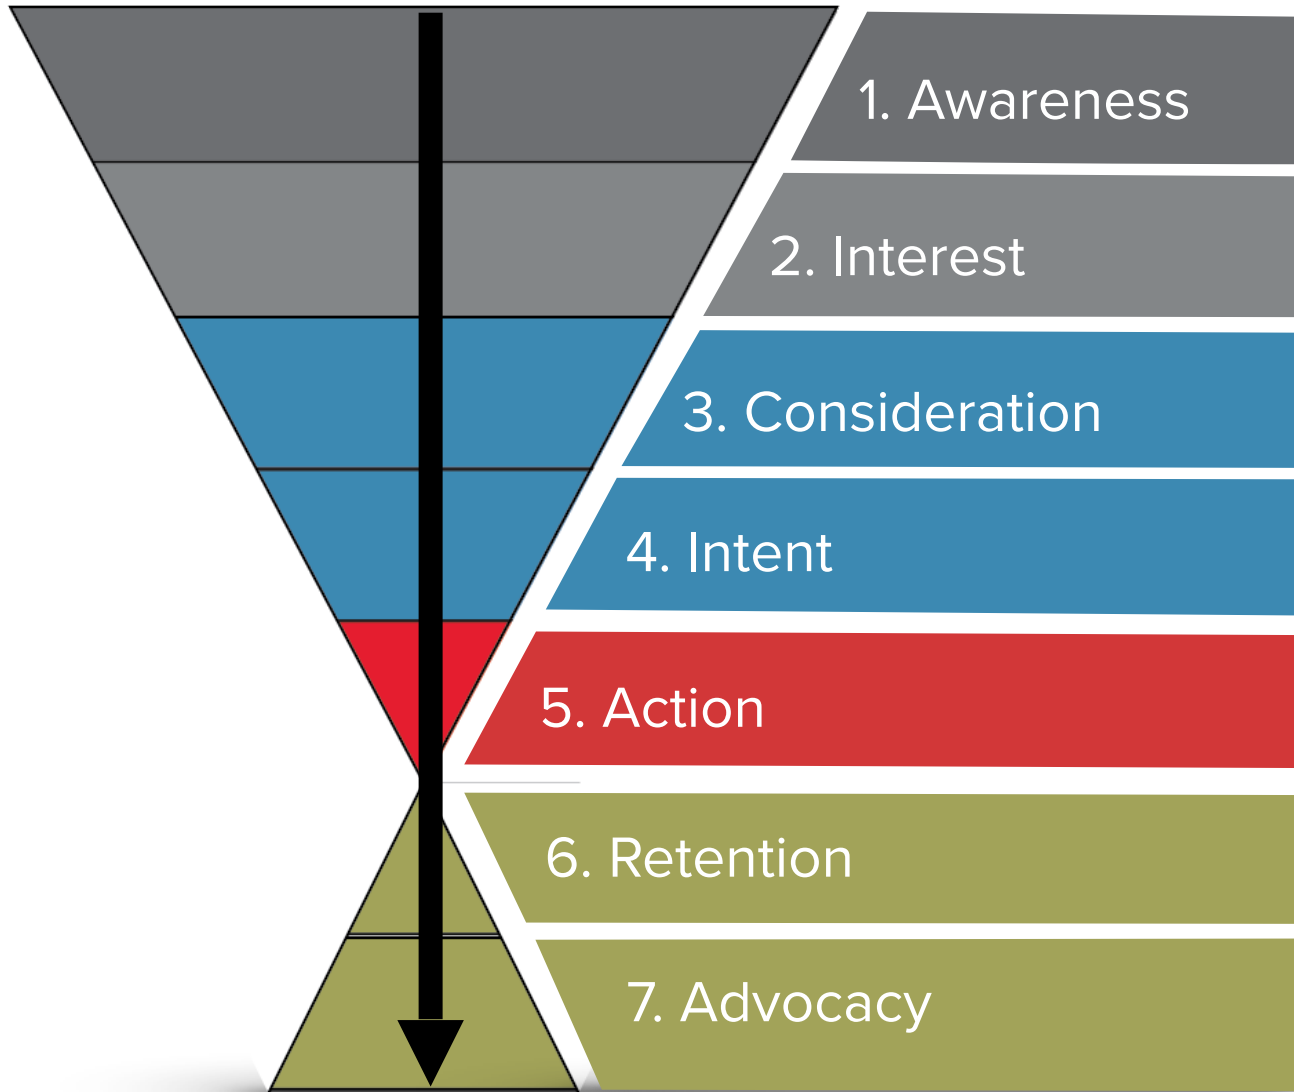 1. Awareness
2. Interest
3. Consideration
4. Intent
5. Action
6. Retention
7. Advocacy